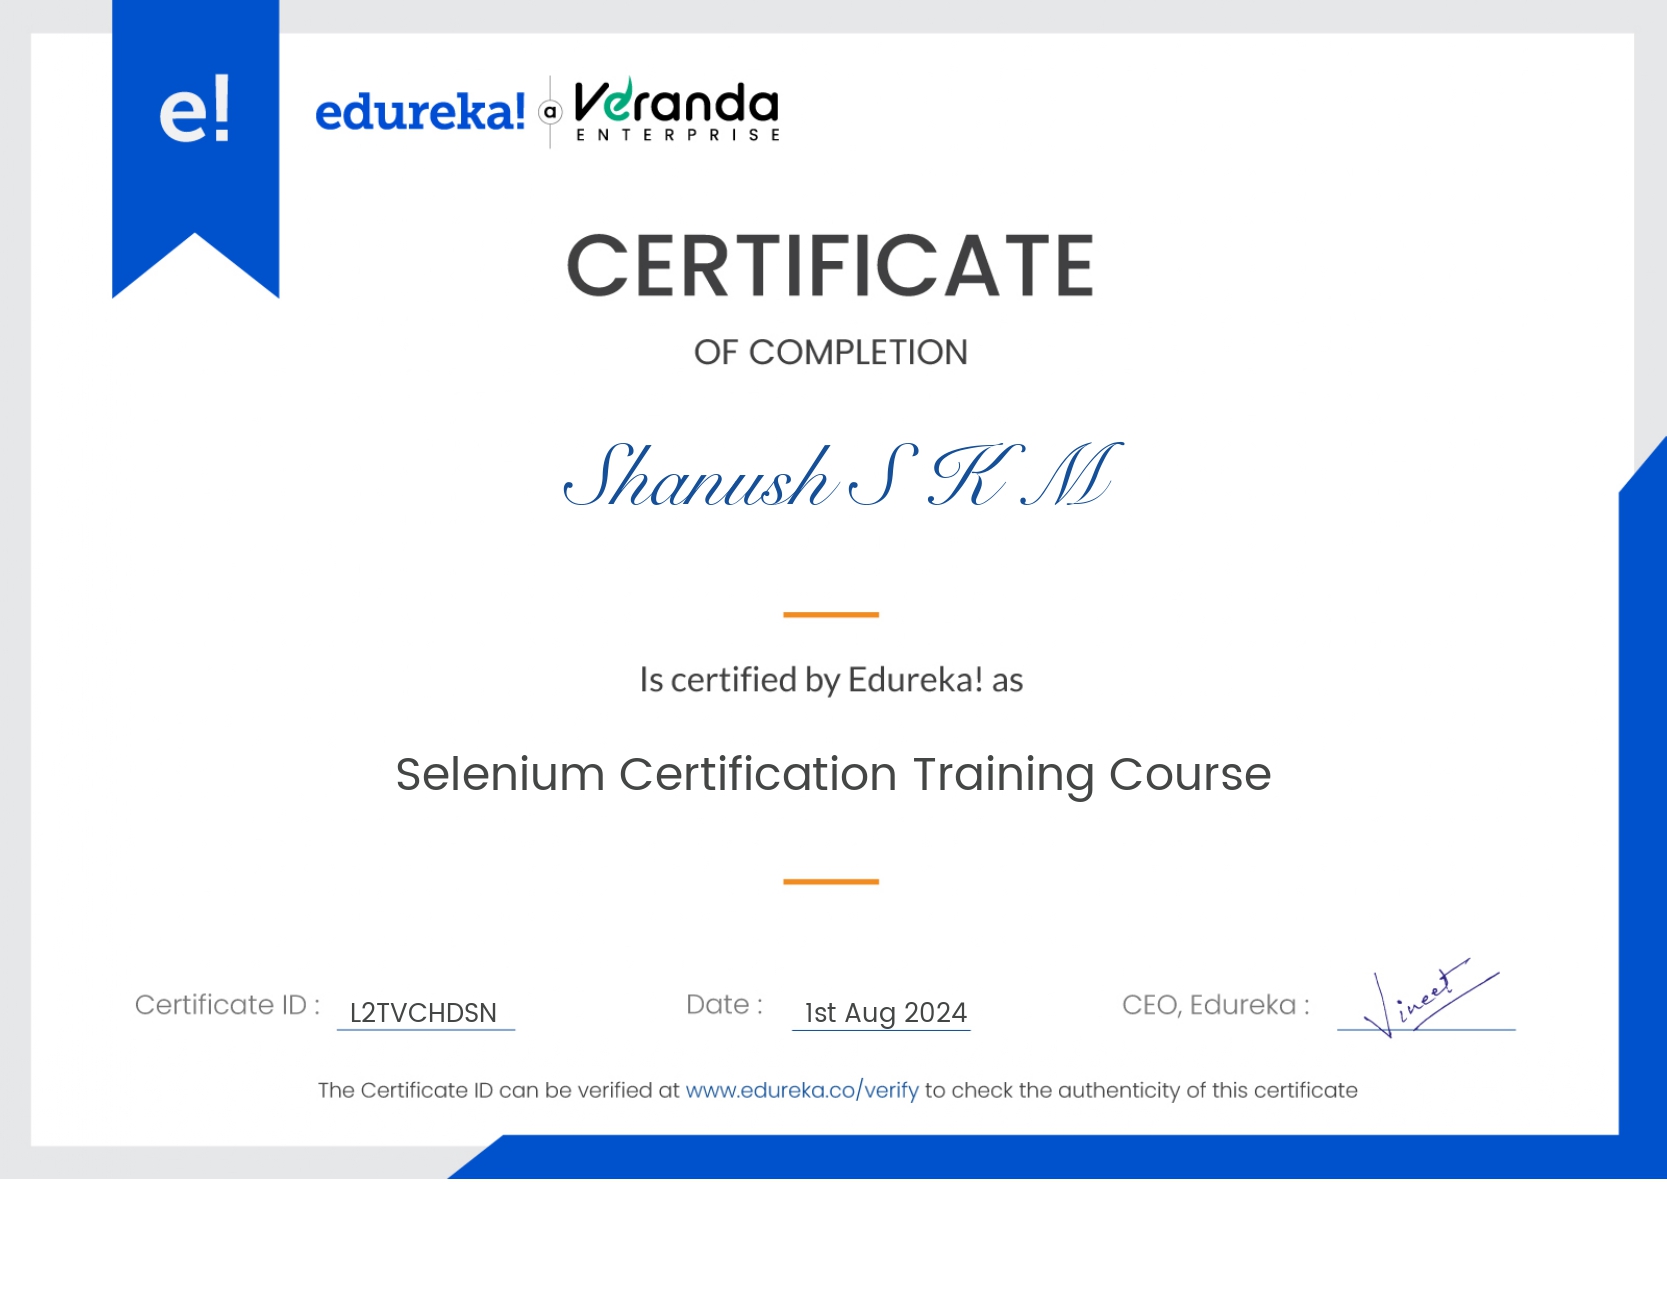 e!
edureka! a Veranda
ENTERPRISE
CERTIFICATE
OF COMPLETION
Shanush S K M
Is certified by Edureka! as
Selenium Certification Training Course
Certificate ID : L2TVCHDSN Date : 1st Aug 2024 CEO, Edureka : Vineet
The Certificate ID can be verified at www.edureka.co/verify to check the authenticity of this certificate